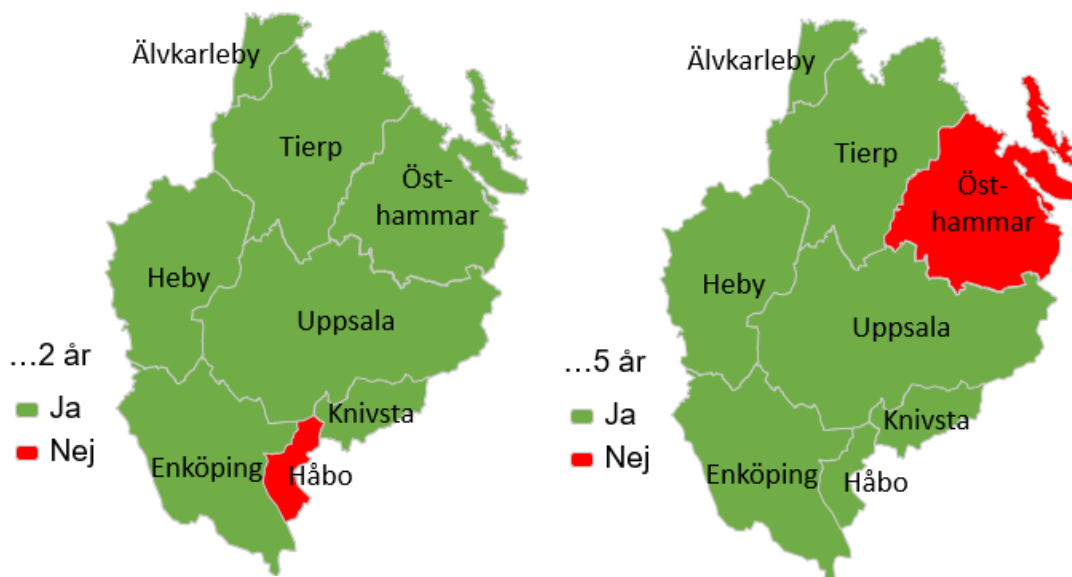 Älvkarleby
Tierp
Öst-
hammar
Heby
Uppsala
...2 år
Ja
Knivsta
Nej
Enköping
Håbo
Älvkarleby
Tierp
Öst-
hammar
Heby
Uppsala
...5 år
Ja
Knivsta
Nej
Enköping
Håbo